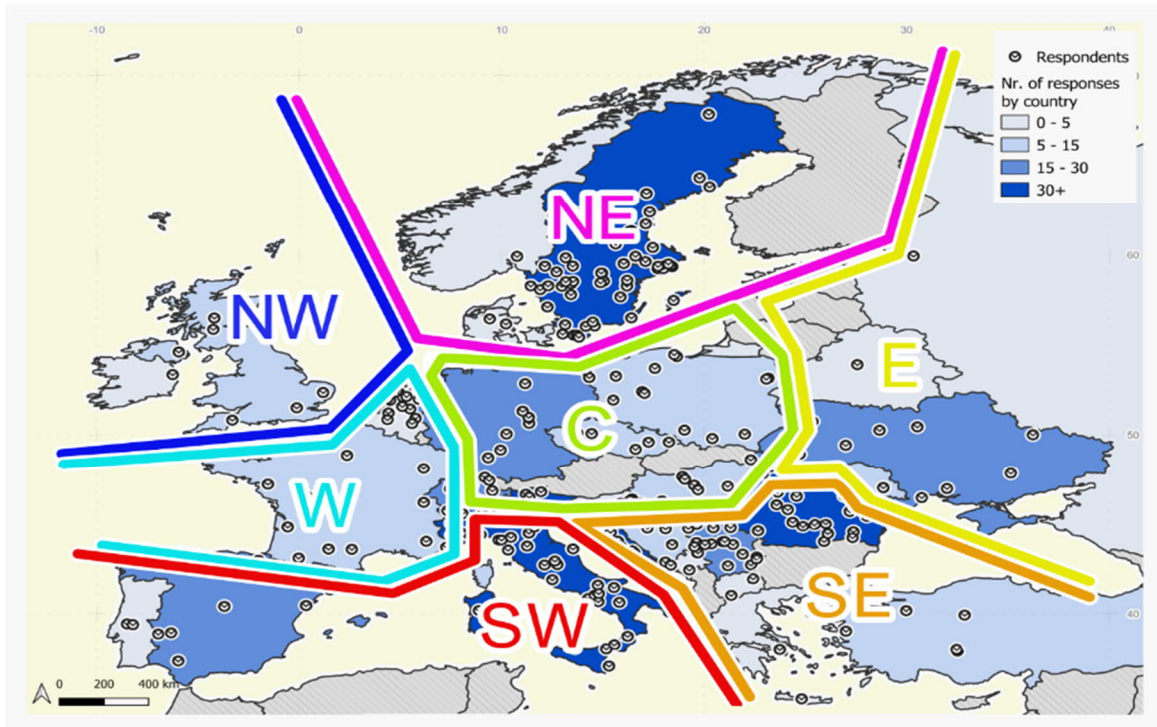 -10 0 10 20 30 40
Respondents
Nr. of responses
by country
0 - 5
5 - 15
15 - 30
30+
NE
60
NW
E
C
50
W
SE
SW
40
0 200 400 km